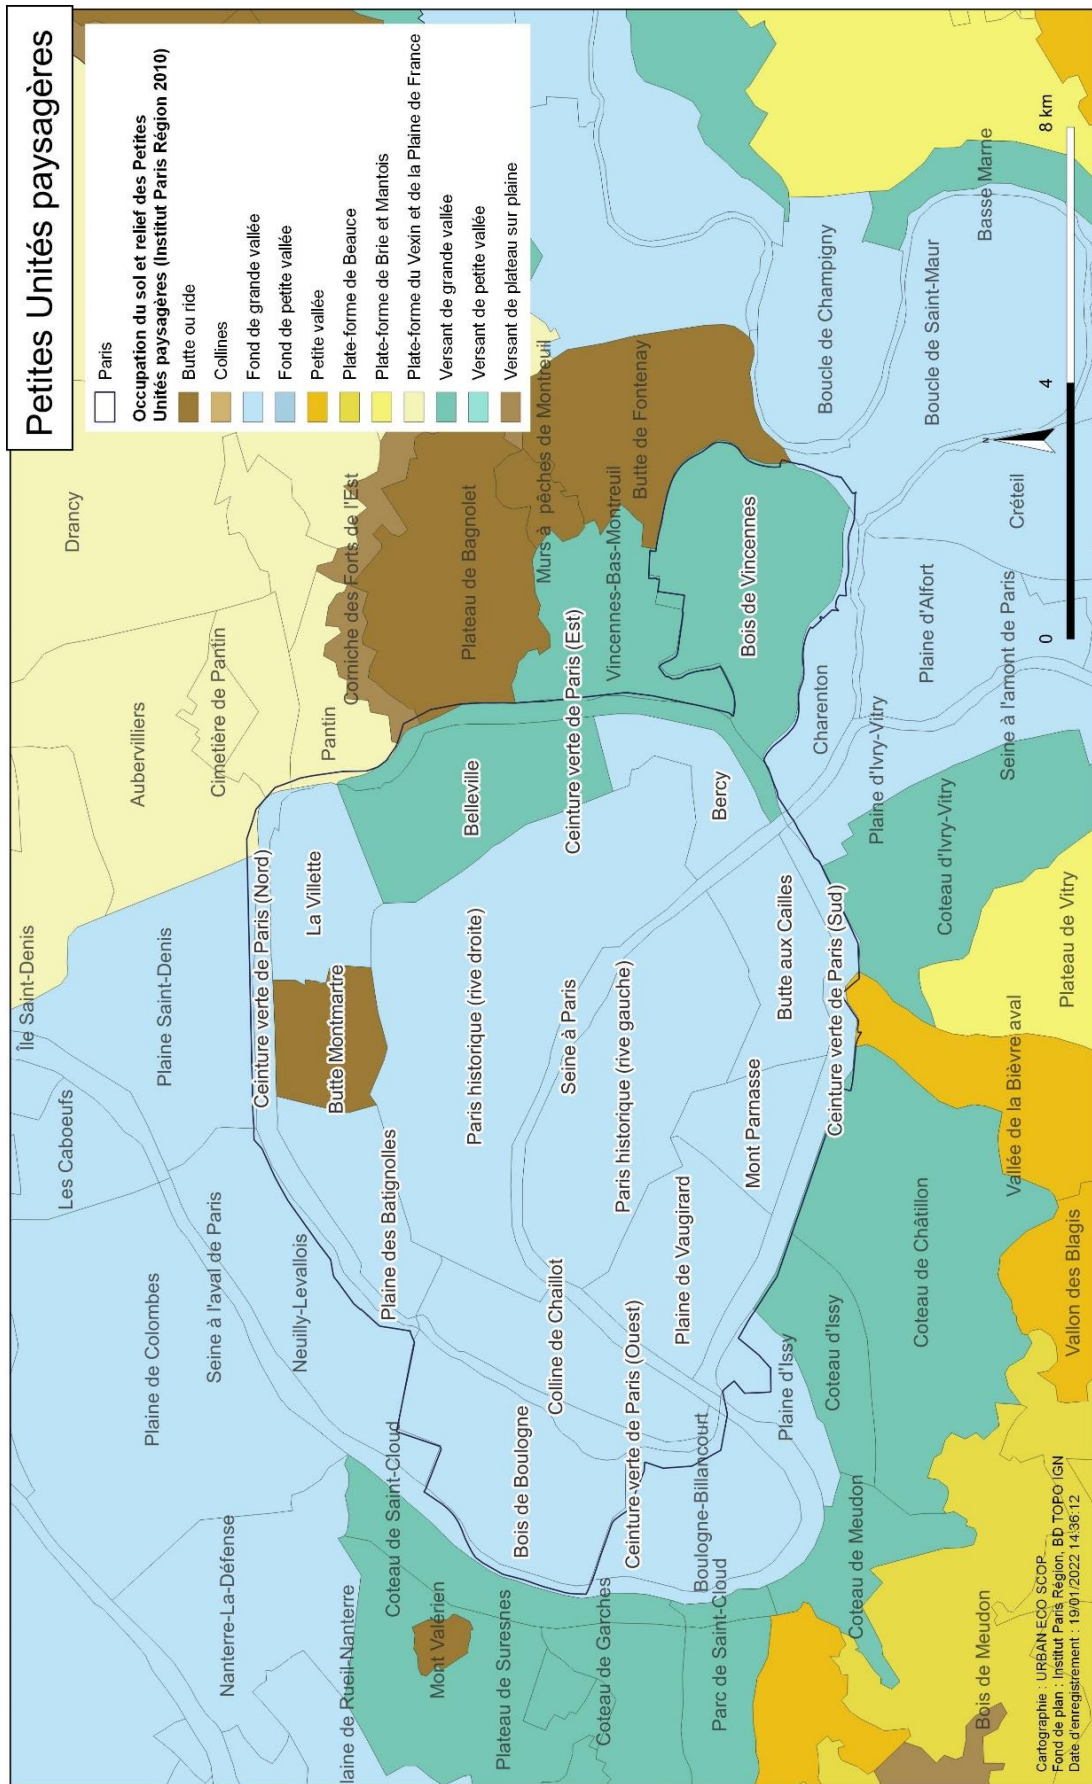 Petites Unités paysagères
Paris
Occupation du sol et relief des Petites
Unités paysagères (Institut Paris Région 2010)
Butte ou ride
Collines
Fond de grande vallée
Fond de petite vallée
Petite vallée
Plate-forme de Beauce
Plate-forme de Brie et Mantois
Plate-forme du Vexin et de la Plaine de France
Versant de grande vallée
Versant de petite vallée
Versant de plateau sur plaine
Île Saint-Denis
Les Caboeufs
Drancy
Aubervilliers
Plaine Saint-Denis
Plaine de Colombes
Seine à l'aval de Paris
Cimetière de Pantin
Nanterre-La-Défense
Neuilly-Levallois
Ceinture verte de Paris (Nord)
La Villette
Pantin
Butte Montmartre
Corniche des Forts de l'Est
laine de Rueil-Nanterre
Coteau de Saint-Cloud
Plaine des Batignolles
Mont Valérien
Belleville
Plateau de Bagnolet
Paris historique (rive droite)
Plateau de Suresnes
Bois de Boulogne
Colline de Chaillot
Seine à Paris
Ceinture verte de Paris (Est)
Murs à pêches de Montreuil
Coteau de Garches
Ceinture-verte de Paris (Ouest)
Paris historique (rive gauche)
Vincennes-Bas-Montreuil
Butte de Fontenay
Plaine de Vaugirard
Boulogne-Billancourt
Parc de Saint-Cloud
Bercy
Mont Parnasse
Bois de Vincennes
Butte aux Cailles
Plaine d'Issy
Charenton
Boucle de Champigny
Coteau d'Issy
Ceinture verte de Paris (Sud)
Coteau de Meudon
Plaine d'Ivry-Vitry
Coteau de Châtillon
Plaine d'Alfort
Boucle de Saint-Maur
Coteau d'Ivry-Vitry
Basse Marne
Bois de Meudon
Vallée de la Bièvre aval
Seine à l'amont de Paris
Créteil
Vallon des Blagis
Plateau de Vitry
N
0
4
8 km
Cartographie : URBAN ECO SCOP
Fond de plan : Institut Paris Région, BD TOPO IGN
Date d'enregistrement : 19/01/2022 14:36:12